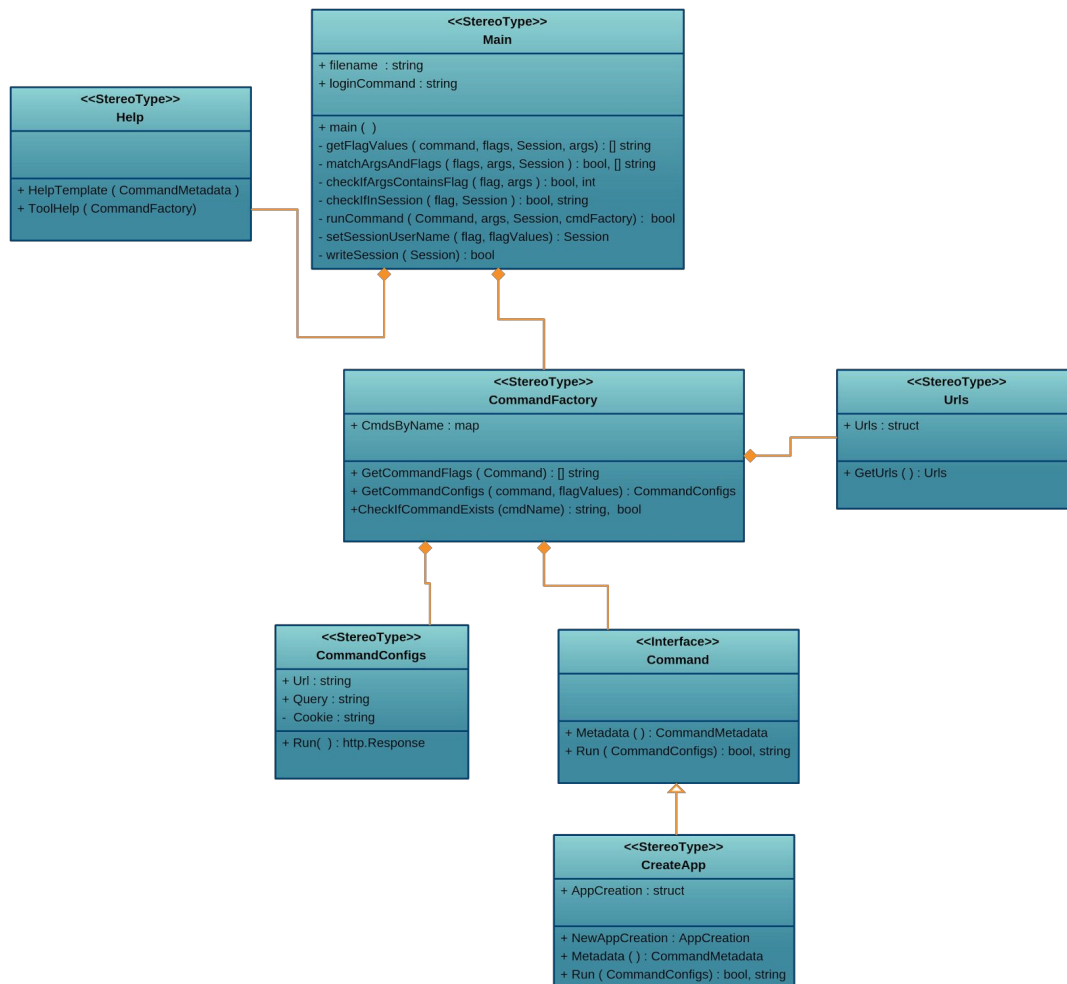 <<StereoType>>
Main
+ filename : string
+ loginCommand : string
+ main ( )
- getFlagValues ( command, flags, Session, args) : [] string
- matchArgsAndFlags ( flags, args, Session ) : bool, [] string
- checkIfArgsContainsFlag ( flag, args ) : bool, int
- checkIfInSession ( flag, Session ) : bool, string
- runCommand ( Command, args, Session, cmdFactory) : bool
- setSessionUserName ( flag, flagValues) : Session
- writeSession ( Session) : bool
<<StereoType>>
Help
+ HelpTemplate ( CommandMetadata )
+ ToolHelp ( CommandFactory)
<<StereoType>>
CommandFactory
+ CmdsByName : map
+ GetCommandFlags ( Command) : [] string
+ GetCommandConfigs ( command, flagValues) : CommandConfigs
+CheckIfCommandExists (cmdName) : string, bool
<<StereoType>>
Urls
+ Urls : struct
+ GetUrls ( ) : Urls
<<StereoType>>
CommandConfigs
+ Url : string
+ Query : string
- Cookie : string
+ Run( ) : http.Response
<<Interface>>
Command
+ Metadata ( ) : CommandMetadata
+ Run ( CommandConfigs) : bool, string
<<StereoType>>
CreateApp
+ AppCreation : struct
+ NewAppCreation : AppCreation
+ Metadata ( ) : CommandMetadata
+ Run ( CommandConfigs) : bool, string